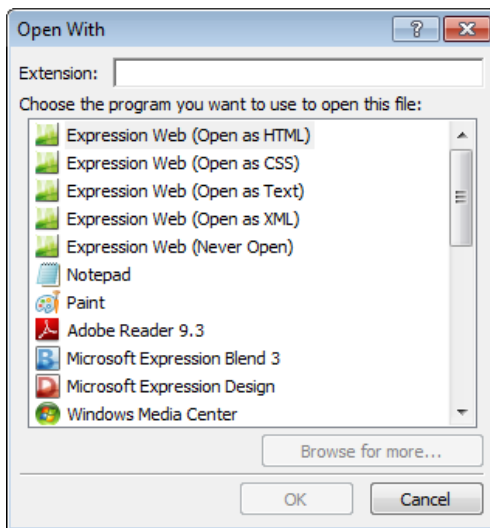 Open With
Extension:
Choose the program you want to use to open this file:
Expression Web (Open as HTML)
Expression Web (Open as CSS)
Expression Web (Open as Text)
Expression Web (Open as XML)
Expression Web (Never Open)
Notepad
Paint
Adobe Reader 9.3
Microsoft Expression Blend 3
Microsoft Expression Design
Windows Media Center
Browse for more...
OK Cancel